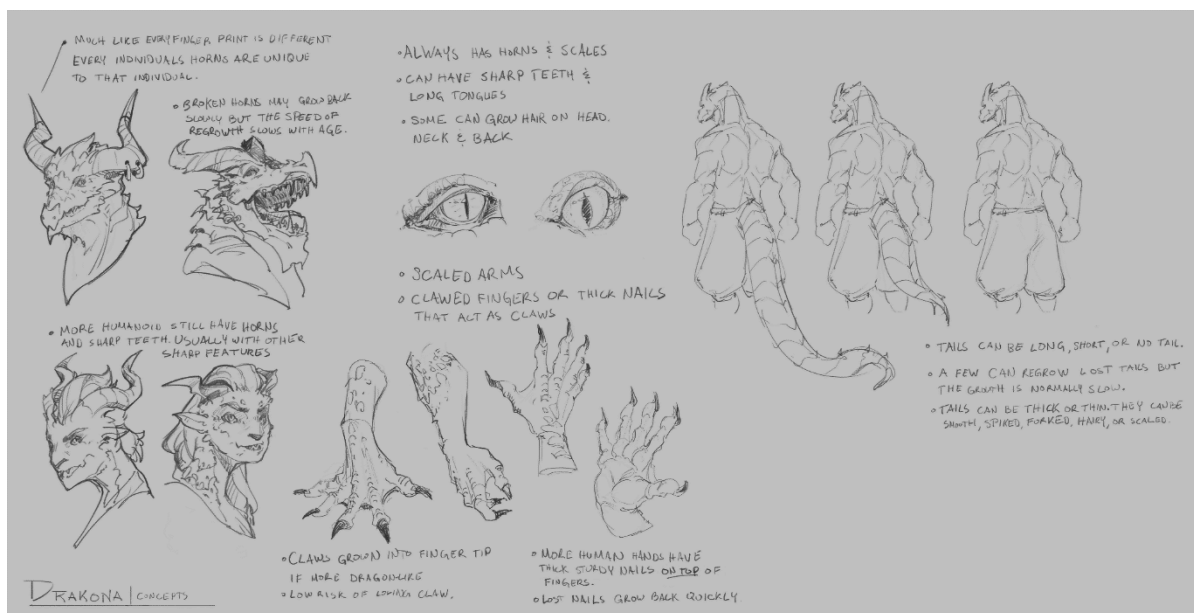 • MUCH LIKE EVERY FINGER PRINT IS DIFFERENT
EVERY INDIVIDUALS HORNS ARE UNIQUE
TO THAT INDIVIDUAL.
• BROKEN HORNS MAY GROW BACK
SLOWLY BUT THE SPEED OF
REGROWTH SLOWS WITH AGE.
• ALWAYS HAS HORNS & SCALES
• CAN HAVE SHARP TEETH &
LONG TONGUES
• SOME CAN GROW HAIR ON HEAD.
NECK & BACK
• SCALED ARMS
• CLAWED FINGERS OR THICK NAILS
THAT ALT AS CLAWS
• MORE HUMANOID STILL HAVE HORNS
AND SHARP TEETH. USUALLY WITH OTHER
SHARP FEATURES
• TAILS CAN BE LONG, SHORT, OR NO TAIL.
• A FEW CAN REGROW LOST TAILS BUT
THE GROWTH IS NORMALLY SLOW.
• TAILS CAN BE THICK OR THIN. THEY CAN BE
SMOOTH, SPIKED, FORKED, HAIRY, OR SCALED.
• CLAWS GROWN INTO FINGER TIP
IF MORE DRAGONLIKE
• LOW RISK OF LOSING CLAW.
• MORE HUMAN HANDS HAVE
THICK STURDY NAILS ON TOP OF
FINGERS.
• LOST NAILS GROW BACK QUICKLY
DRAKONA | CONCEPTS